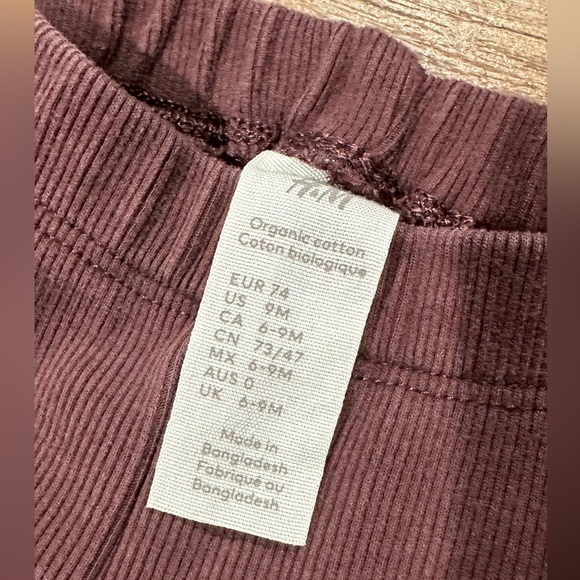 H&M
Organic cotton
Coton biologique
EUR 74
US 9M
CA 6-9M
CN 73/47
MX 6-9M
AUS 0
UK 6-9M
Made in
Bangladesh
Fabriqué au
Bangladesh